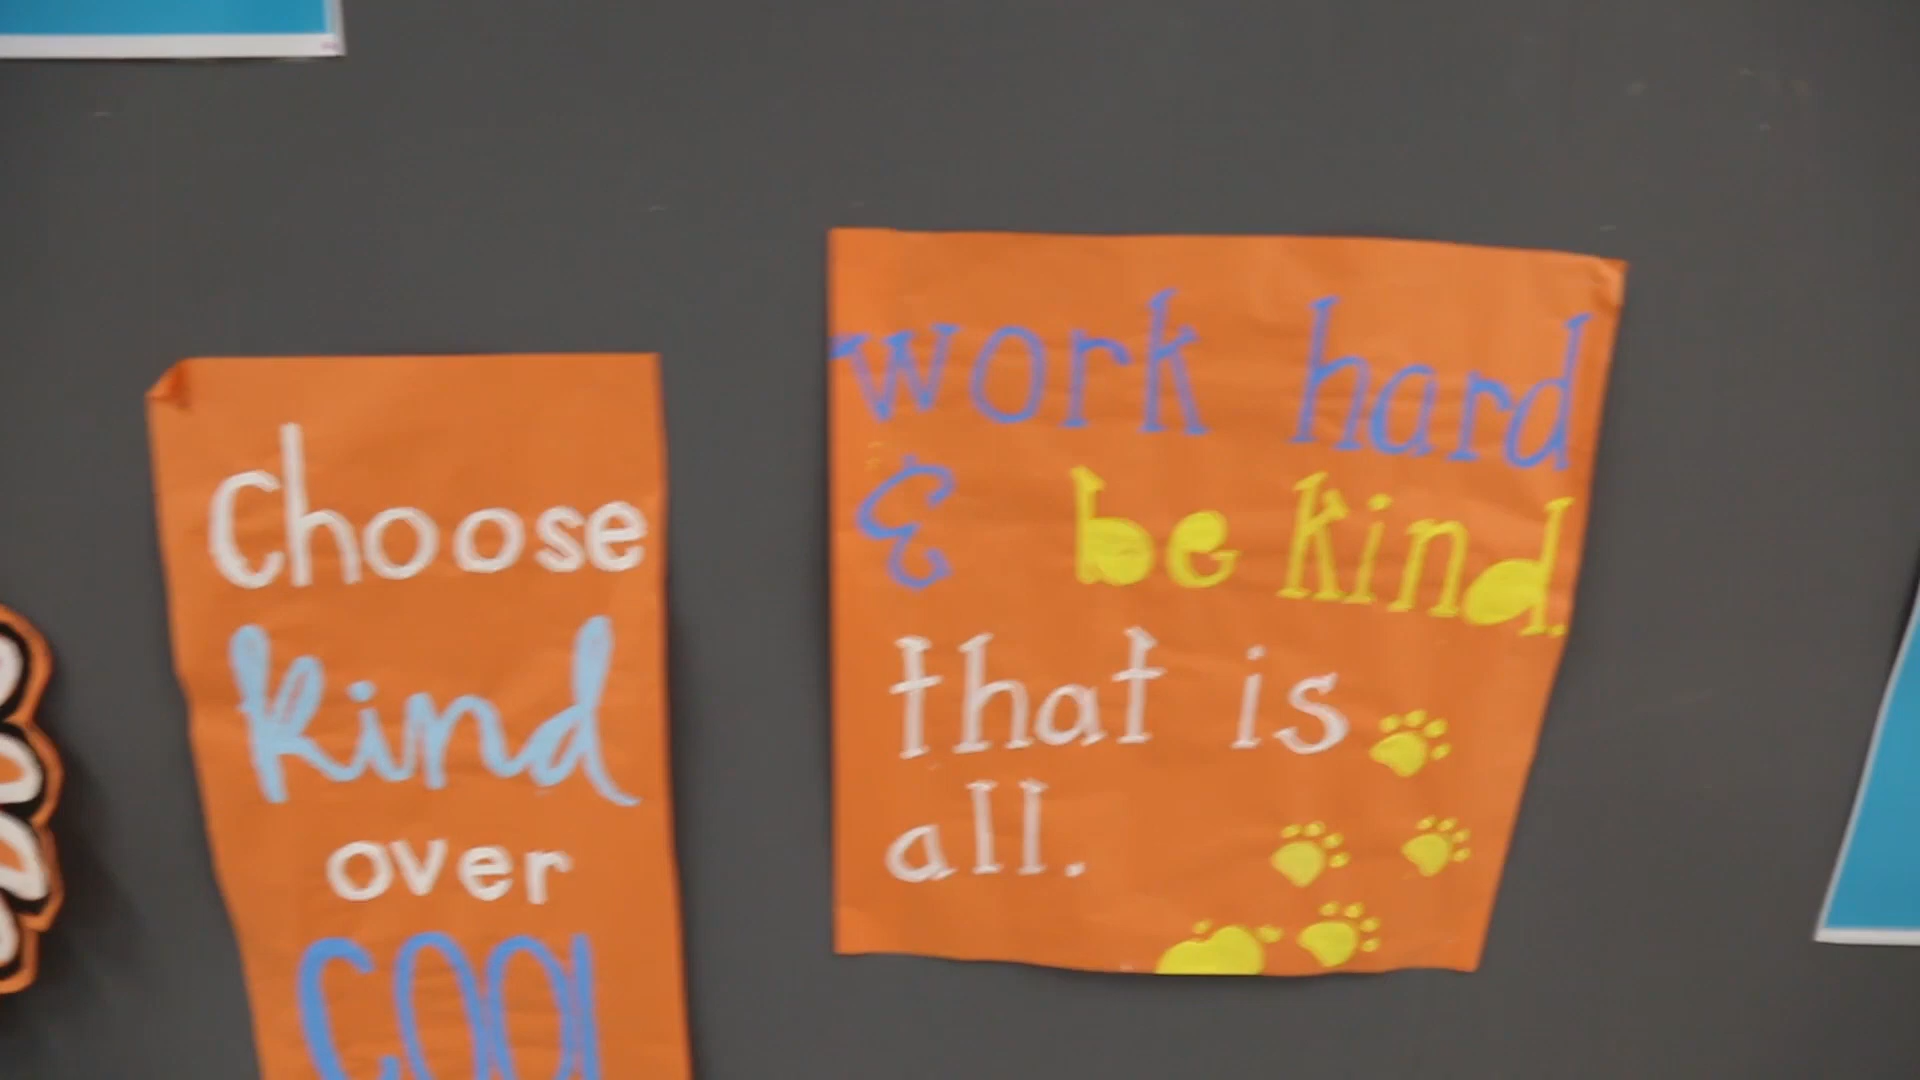 Choose
kind
over
COOl
work hard
& be kind.
that is
all.